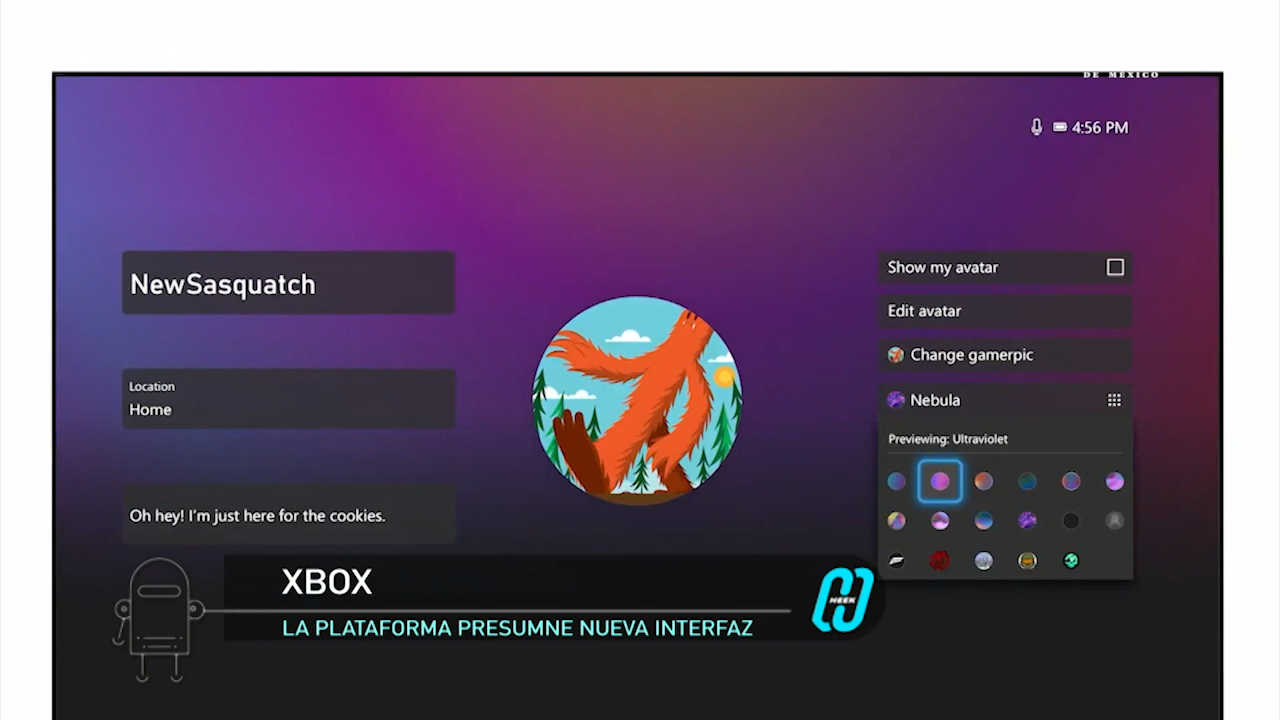 DE MÉXICO
4:56 PM
NewSasquatch
Location
Home
Oh hey! I'm just here for the cookies.
Show my avatar
Edit avatar
Change gamerpic
Nebula
Previewing: Ultraviolet
XBOX
LA PLATAFORMA PRESUMNE NUEVA INTERFAZ
HEEK